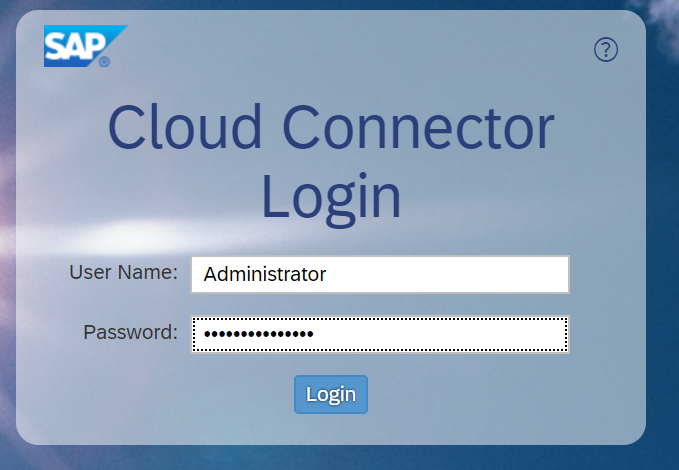 SAP®
?
Cloud Connector
Login
User Name: Administrator
Password: •••••••••••••••
Login